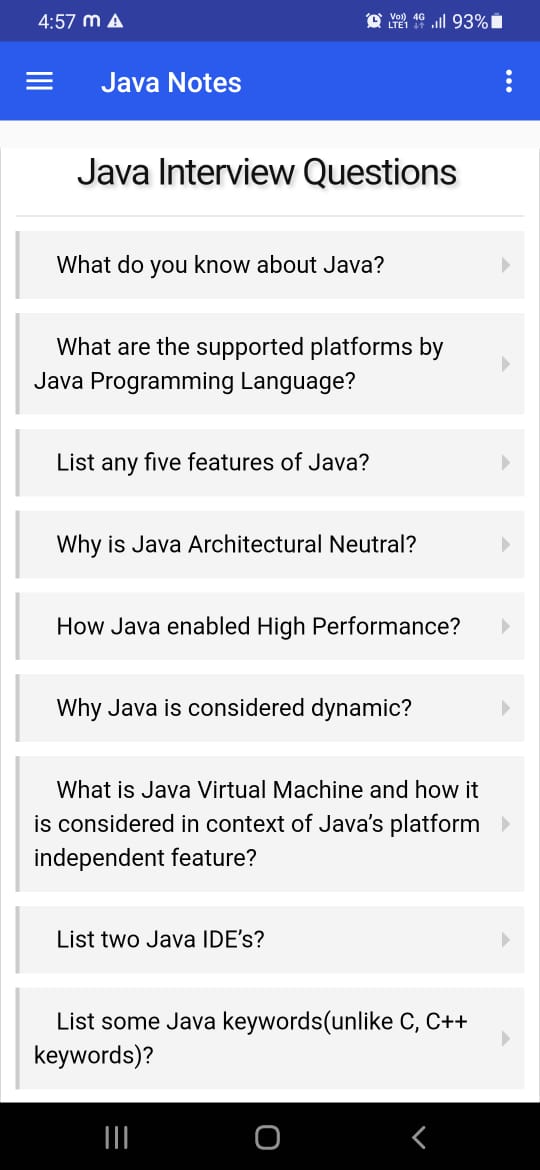 4:57 m
Vo)) 4G
LTE1 93%
Java Notes
Java Interview Questions
What do you know about Java?
What are the supported platforms by
Java Programming Language?
List any five features of Java?
Why is Java Architectural Neutral?
How Java enabled High Performance?
Why Java is considered dynamic?
What is Java Virtual Machine and how it
is considered in context of Java’s platform
independent feature?
List two Java IDE’s?
List some Java keywords(unlike C, C++
keywords)?